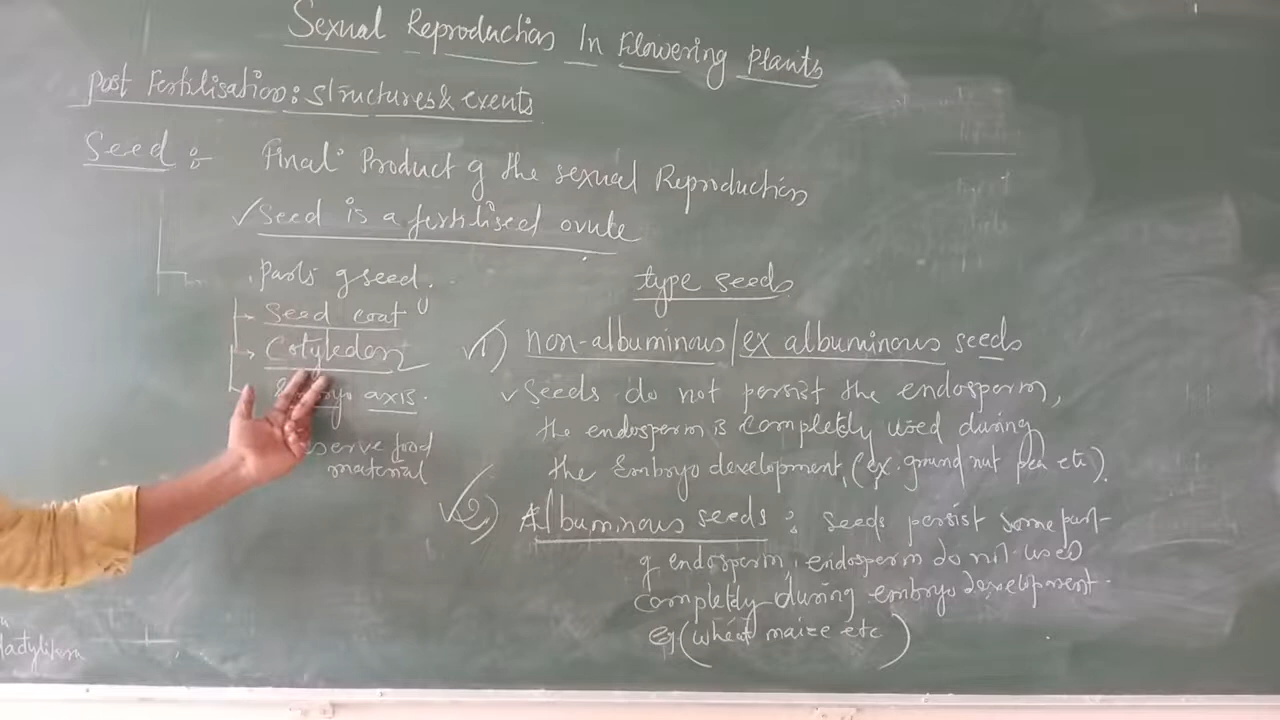 Sexual Reproduction In Flowering Plants
Post Fertilisation: Structures & events
Seed :-
Final Product of the sexual Reproduction
✓ Seed is a fertilised ovule
Parts of seed.
→ Seed coat
→ Cotyledon
axis.
food
material
type seeds
1) non-albuminous/ex albuminous seeds
✓ Seeds do not persist the endosperm,
the endosperm is completely used during
the Embryo development, (ex. ground nut pea etc).
2) Albuminous seeds : seeds persist some part
of endosperm, endosperm do not used
completely during embryo development.
eg (wheat maize etc)